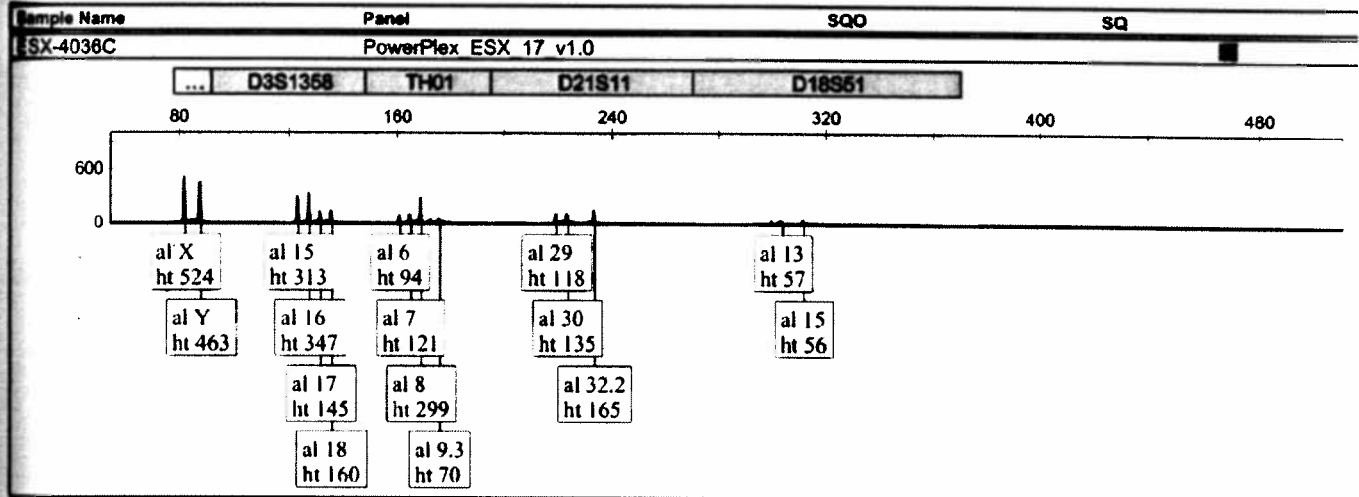 Sample Name Panel SQO SQ
ESX-4036C PowerPlex_ESX_17_v1.0
... D3S1358 TH01 D21S11 D18S51
80 160 240 320 400 480
600
0
al X al 15 al 6 al 29 al 13
ht 524 ht 313 ht 94 ht 118 ht 57
al Y al 16 al 7 al 30 al 15
ht 463 ht 347 ht 121 ht 135 ht 56
al 17 al 8 al 32.2
ht 145 ht 299 ht 165
al 18 al 9.3
ht 160 ht 70